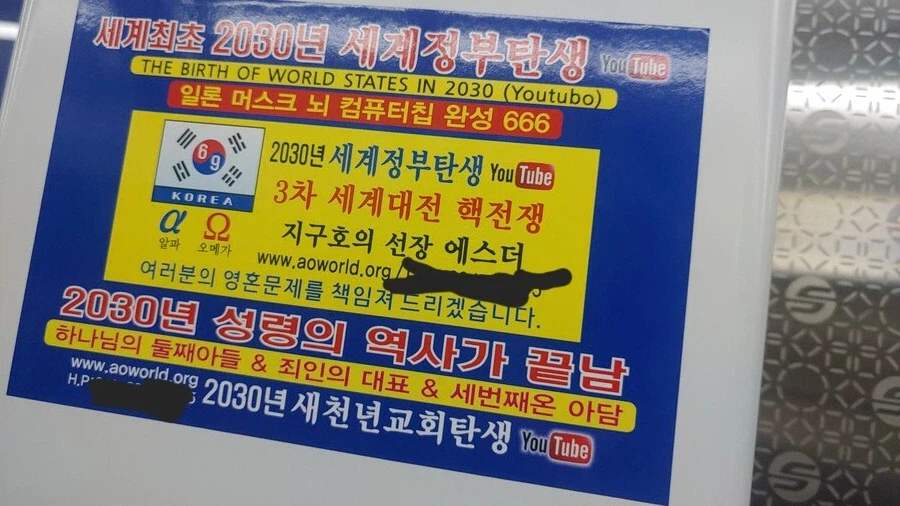 세계최초 2030년 세계정부탄생 YouTube
THE BIRTH OF WORLD STATES IN 2030 (Youtubo)
일론 머스크 뇌 컴퓨터칩 완성 666
69
KOREA
α Ω
알파 오메가
2030년 세계정부탄생 YouTube
3차 세계대전 핵전쟁
지구호의 선장 에스더
www.aoworld.org
여러분의 영혼문제를 책임져 드리겠습니다.
2030년 성령의 역사가 끝남
하나님의 둘째아들 & 죄인의 대표 & 세번째온 아담
www.aoworld.org
H.P
2030년 새천년교회탄생 YouTube